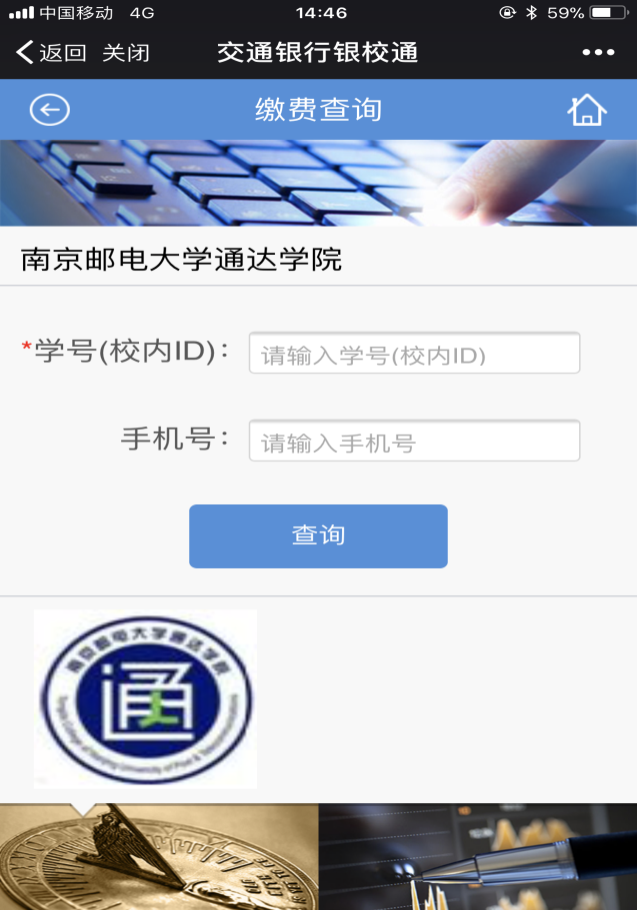 中国移动 4G 14:46 59%
返回 关闭 交通银行银校通
缴费查询
南京邮电大学通达学院
*学号(校内ID)： 请输入学号(校内ID)
手机号： 请输入手机号
查询
南京邮电大学通达学院
通